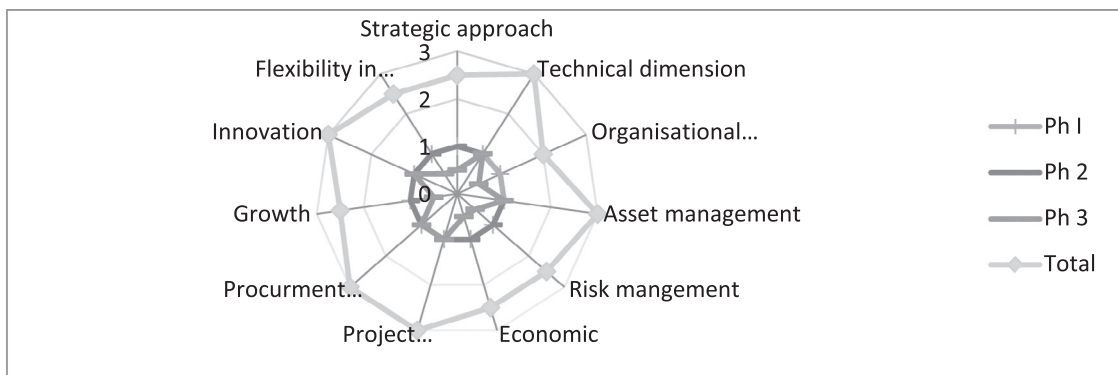 Strategic approach
3
Flexibility in...
Technical dimension
2
Innovation
1
Organisational...
Ph I
Ph 2
0
Growth
Asset management
Ph 3
Total
Procurment...
Risk mangement
Project...
Economic